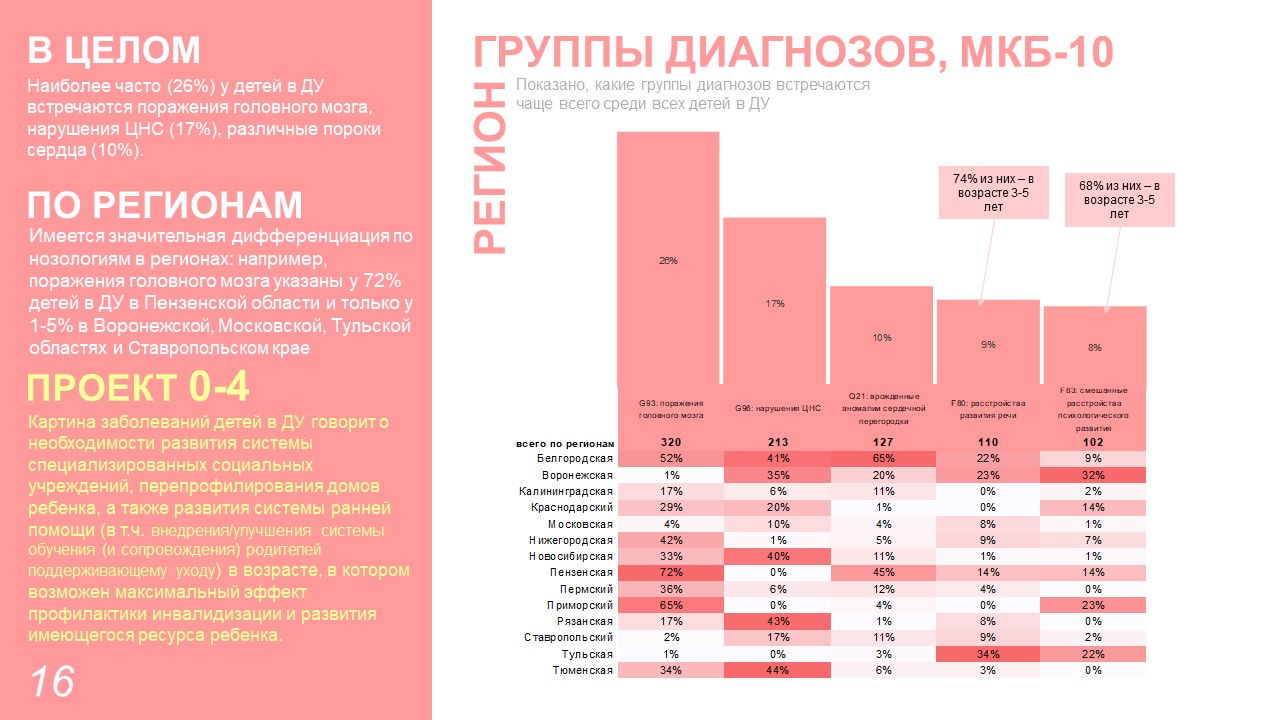 В ЦЕЛОМ
Наиболее часто (26%) у детей в ДУ
встречаются поражения головного мозга,
нарушения ЦНС (17%), различные пороки
сердца (10%).
ПО РЕГИОНАМ
Имеется значительная дифференциация по
нозологиям в регионах: например,
поражения головного мозга указаны у 72%
детей в ДУ в Пензенской области и только у
1-5% в Воронежской, Московской, Тульской
областях и Ставропольском крае
ПРОЕКТ 0-4
Картина заболеваний детей в ДУ говорит о
необходимости развития системы
специализированных социальных
учреждений, перепрофилирования домов
ребенка, а также развития системы ранней
помощи (в т.ч. внедрения/улучшения системы
обучения (и сопровождения) родителей
поддерживающему уходу) в возрасте, в котором
возможен максимальный эффект
профилактики инвалидизации и развития
имеющегося ресурса ребенка.
16
ГРУППЫ ДИАГНОЗОВ, МКБ-10
РЕГИОН
Показано, какие группы диагнозов встречаются
чаще всего среди всех детей в ДУ
74% из них – в
возрасте 3-5
лет
68% из них – в
возрасте 3-5
лет
26%
17%
10%
9%
8%
G93: поражения
головного мозга
G96: нарушения ЦНС
Q21: врожденные
аномалии сердечной
перегородки
F80: расстройства
развития речи
F83: смешанные
расстройства
психологического
развития
всего по регионам 320 213 127 110 102
Белгородская 52% 41% 65% 22% 9%
Воронежская 1% 35% 20% 23% 32%
Калининградская 17% 6% 11% 0% 2%
Краснодарский 29% 20% 1% 0% 14%
Московская 4% 10% 4% 8% 1%
Нижегородская 42% 1% 5% 9% 7%
Новосибирская 33% 40% 11% 1% 1%
Пензенская 72% 0% 45% 14% 14%
Пермский 36% 6% 12% 4% 0%
Приморский 65% 0% 4% 0% 23%
Рязанская 17% 43% 1% 8% 0%
Ставропольский 2% 17% 11% 9% 2%
Тульская 1% 0% 3% 34% 22%
Тюменская 34% 44% 6% 3% 0%